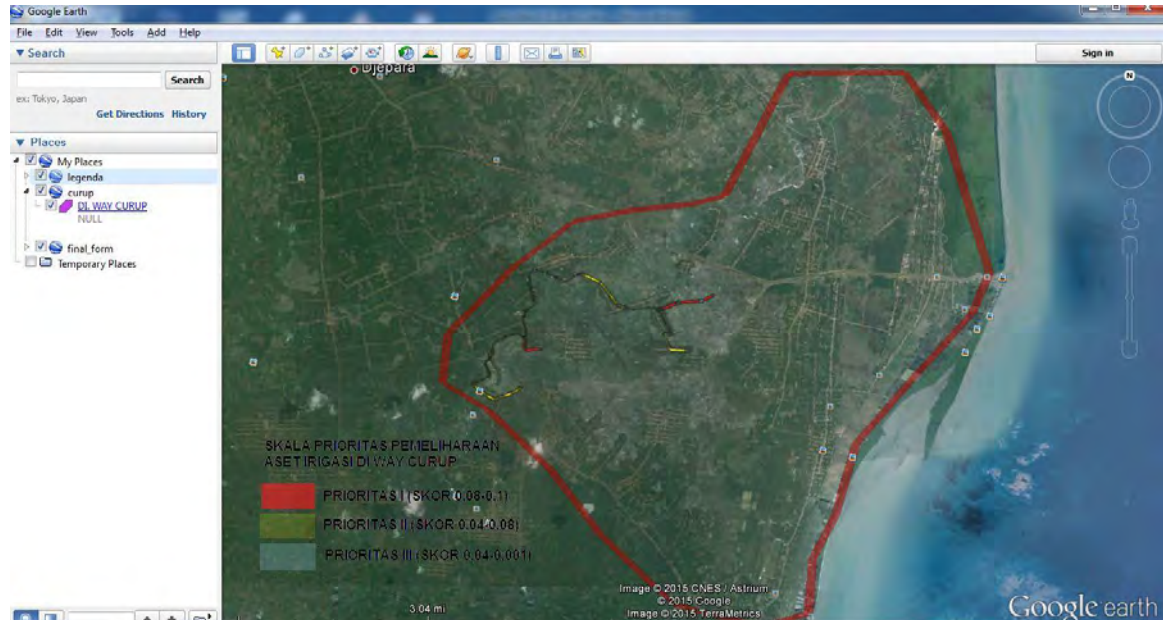 Google Earth
File Edit View Tools Add Help
Search
Search
ex: Tokyo, Japan
Get Directions History
Places
My Places
legenda
curup
DI. WAY CURUP
NULL
final_form
Temporary Places
Sign in
Djepara
N
SKALA PRIORITAS PEMELIHARAAN
ASET IRIGASI DI WAY CURUP
PRIORITAS I (SKOR 0.08-0.1)
PRIORITAS II (SKOR 0.04-0.08)
PRIORITAS III (SKOR 0.04-0.001)
3.04 mi
Image © 2015 CNES / Astrium
© 2015 Google
Image © 2015 TerraMetrics
Google earth